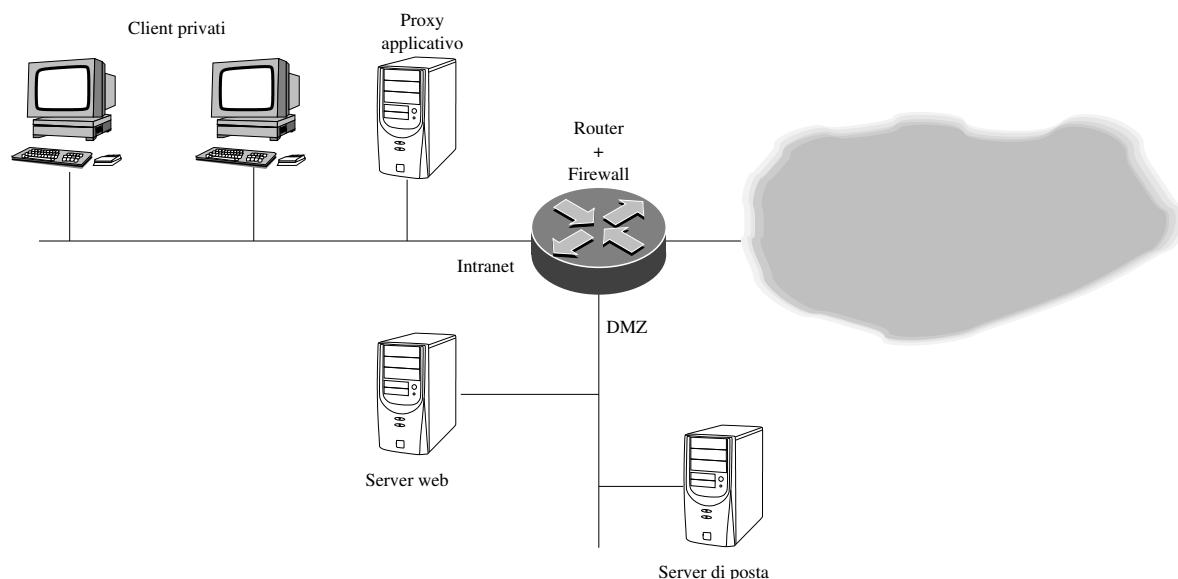 Client privati
Proxy
applicativo
Router
+
Firewall
Intranet
DMZ
Server web
Server di posta